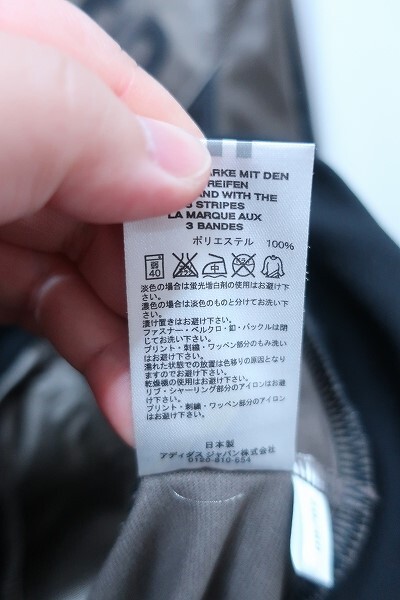 ARKE MIT DEN
REIFEN
AND WITH THE
3 STRIPES
LA MARQUE AUX
3 BANDES
ポリエステル 100%
40 中
淡色の場合は蛍光増白剤の使用はお避け下
さい。
濃色の場合は淡色のものと分けてお洗い下
さい。
漬け置きはお避け下さい。
ファスナー・ベルクロ・釦・バックルは閉
じてお洗い下さい。
プリント・刺繍・ワッペン部分のもみ洗い
はお避け下さい。
濡れた状態での放置は色移りの原因となり
ますのでお避け下さい。
乾燥機の使用はお避け下さい。
リブ・シャーリング部分のアイロンはお避
け下さい。
プリント・刺繍・ワッペン部分のアイロン
はお避け下さい。
日本製
アディダス ジャパン株式会社
0120-810-654